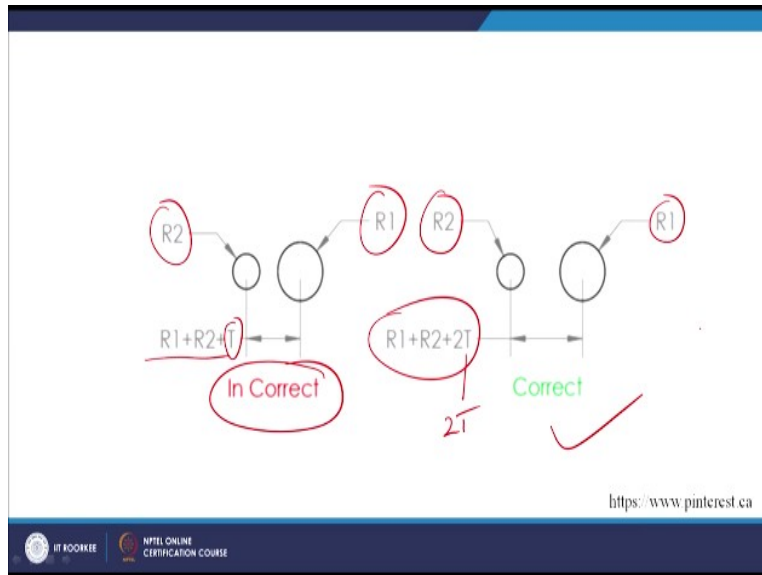 R2 R1 R2 R1
R1+R2+T R1+R2+2T
In Correct Correct
2T
https://www.pinterest.ca
IIT ROORKEE NPTEL ONLINE
CERTIFICATION COURSE